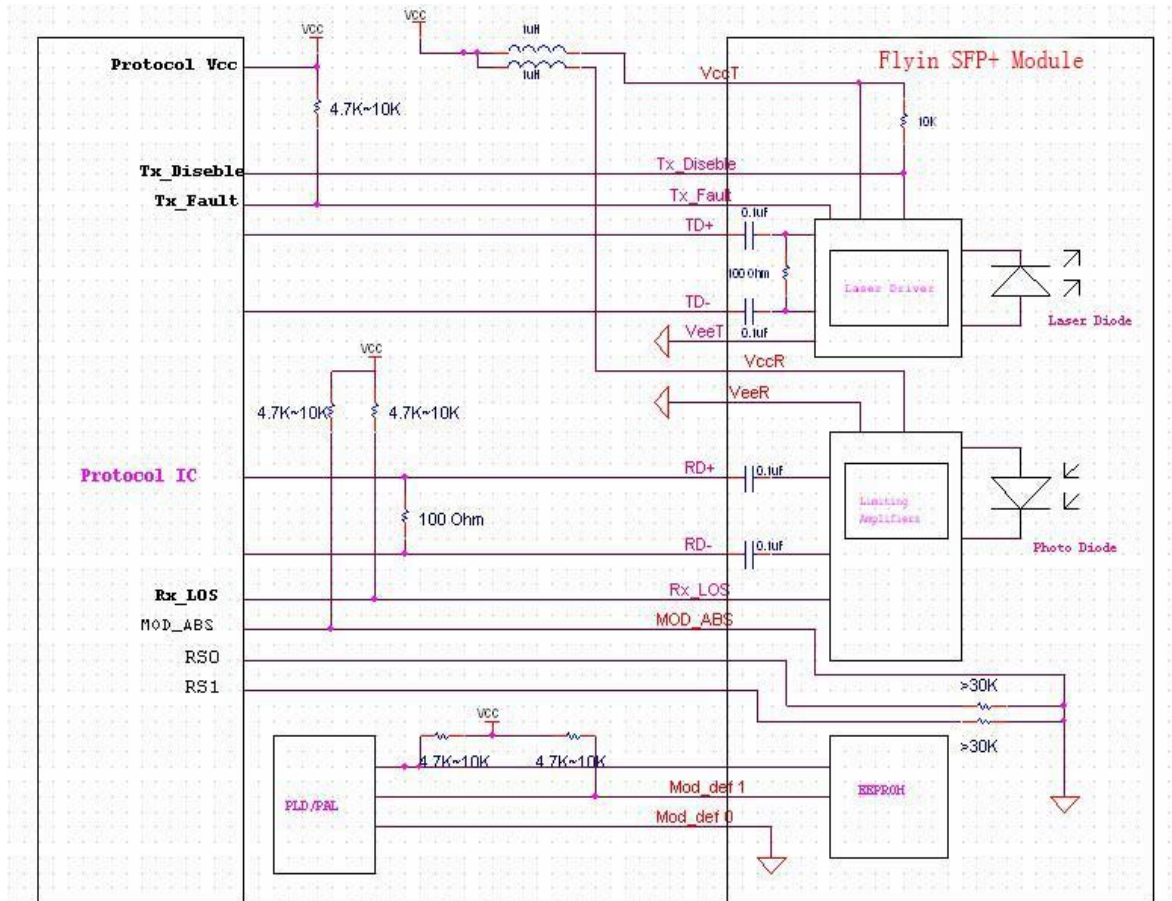 VCC
VCC
1uH
1uH
Protocol Vcc
VccT
Flyin SFP+ Module
4.7K~10K
10K
Tx_Diseble
Tx_Diseble
Tx_Fault
Tx_Fault
TD+
0.1uf
100 Ohm
Laser Driver
TD-
0.1uf
Laser Diode
VeeT
VccR
VCC
VeeR
4.7K~10K
4.7K~10K
Protocol IC
RD+
0.1uf
100 Ohm
Limiting
Amplifiers
RD-
0.1uf
Photo Diode
Rx_LOS
Rx_LOS
MOD_ABS
MOD_ABS
RS0
RS1
>30K
>30K
VCC
4.7K~10K
4.7K~10K
PLD/PAL
Mod_def 1
Mod_def 0
EEPROM